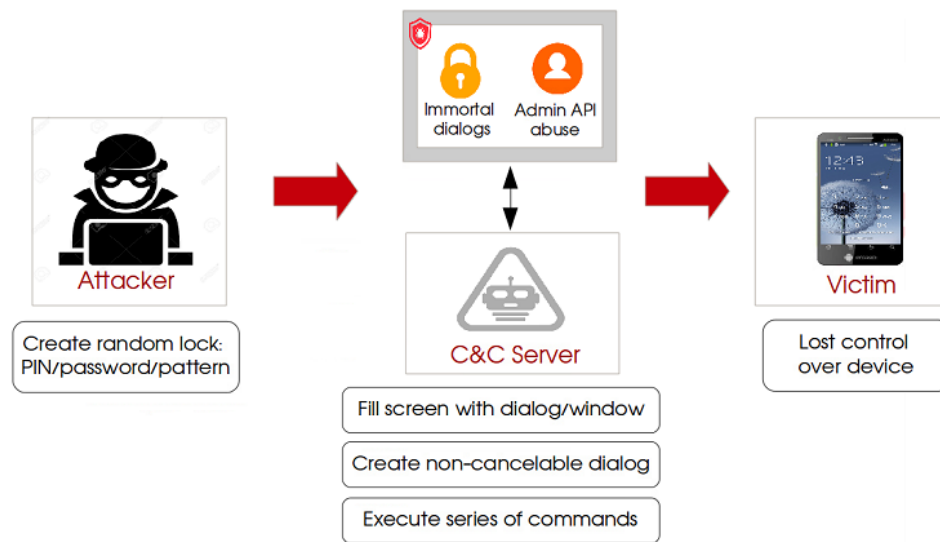 Immortal
dialogs
Admin API
abuse
Attacker
Create random lock:
PIN/password/pattern
C&C Server
Fill screen with dialog/window
Create non-cancelable dialog
Execute series of commands
12:43
Victim
Lost control
over device